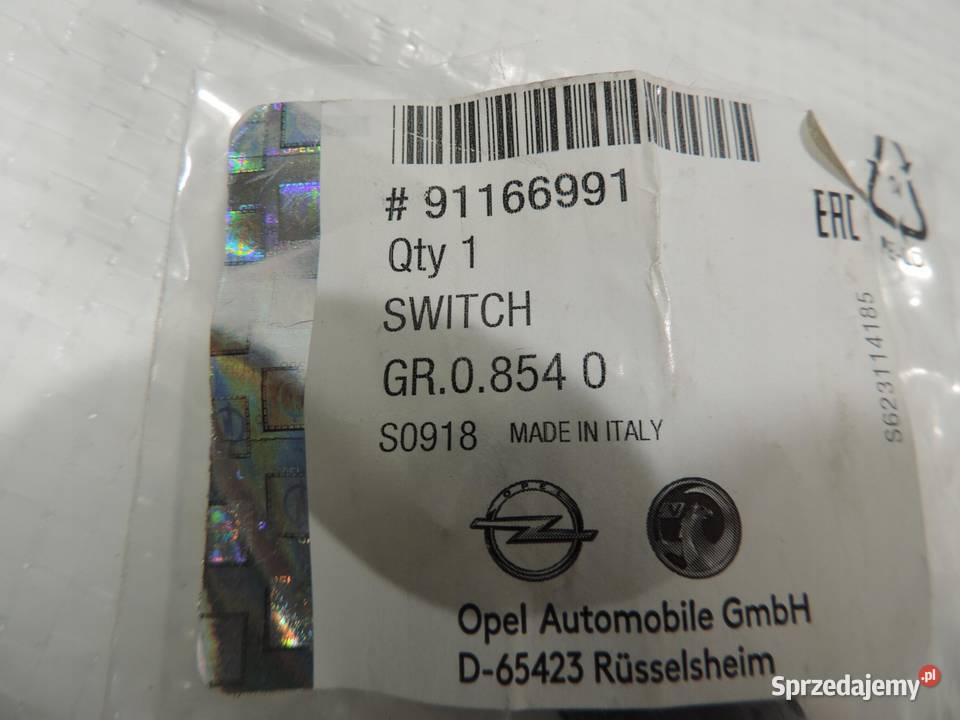 # 91166991
Qty 1
SWITCH
GR.0.854 0
S0918 MADE IN ITALY
EAC
S623114185
OPEL
Opel Automobile GmbH
D-65423 Rüsselsheim
Sprzedajemy.pl